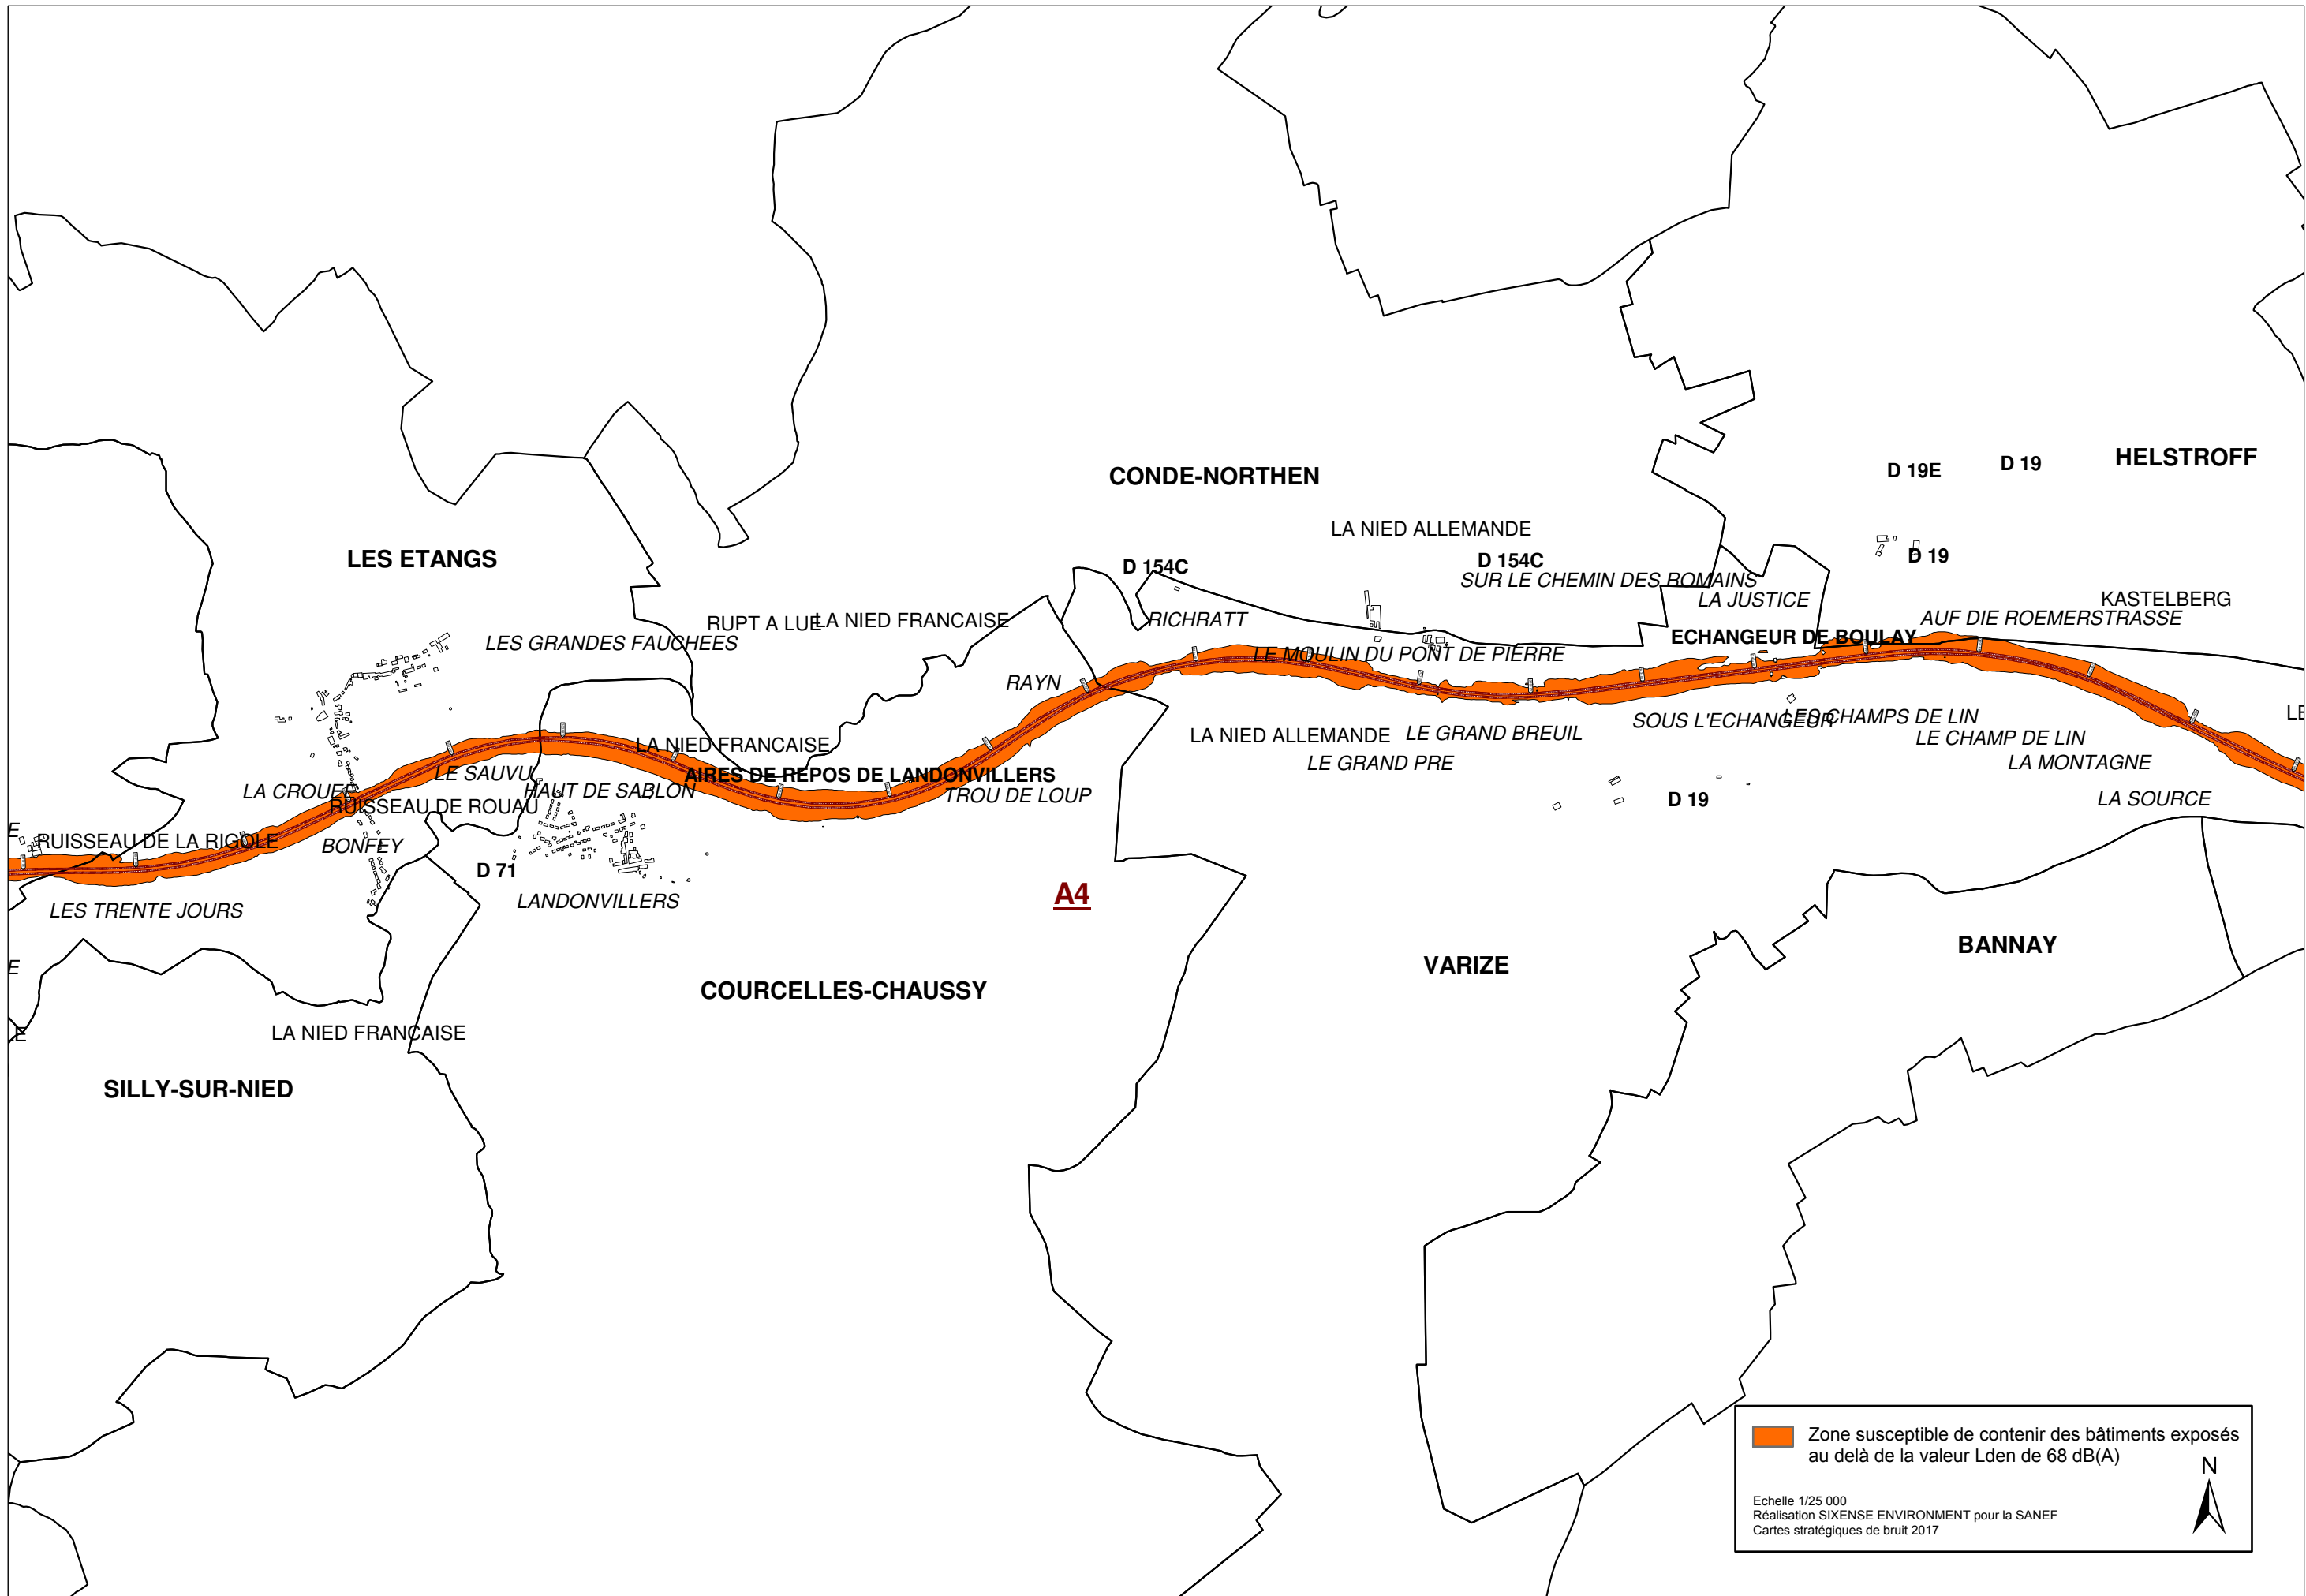 HELSTROFF
D 19E
D 19
CONDE-NORTHEN
LA NIED ALLEMANDE
LES ETANGS
D 154C
D 154C
D 19
SUR LE CHEMIN DES ROMAINS
LA JUSTICE
KASTELBERG
AUF DIE ROEMERSTRASSE
RUPT A LUE
LA NIED FRANCAISE
RICHRATT
ECHANGEUR DE BOULAY
LES GRANDES FAUCHEES
LE MOULIN DU PONT DE PIERRE
RAYN
LE
SOUS L'ECHANGEUR
LES CHAMPS DE LIN
LA NIED ALLEMANDE
LE GRAND BREUIL
LE CHAMP DE LIN
LA NIED FRANCAISE
LE GRAND PRE
LA MONTAGNE
LE SAUVU
AIRES DE REPOS DE LANDONVILLERS
LA CROUEE
HAUT DE SABLON
TROU DE LOUP
D 19
LA SOURCE
RUISSEAU DE ROUAU
E
RUISSEAU DE LA RIGOLE
BONFEY
D 71
A4
LANDONVILLERS
LES TRENTE JOURS
BANNAY
E
VARIZE
COURCELLES-CHAUSSY
LE
LA NIED FRANCAISE
SILLY-SUR-NIED
Zone susceptible de contenir des bâtiments exposés
au delà de la valeur Lden de 68 dB(A)
N
Echelle 1/25 000
Réalisation SIXENSE ENVIRONMENT pour la SANEF
Cartes stratégiques de bruit 2017